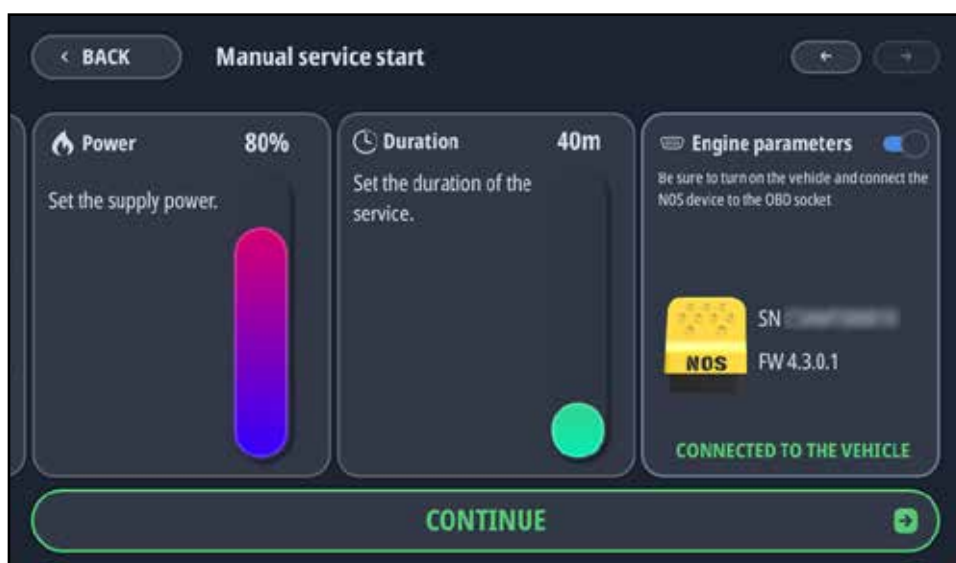 BACK
Manual service start
Power 80%
Set the supply power.
Duration 40m
Set the duration of the
service.
Engine parameters
Be sure to turn on the vehicle and connect the
NOS device to the OBD socket
SN
NOS
FW 4.3.0.1
CONNECTED TO THE VEHICLE
CONTINUE